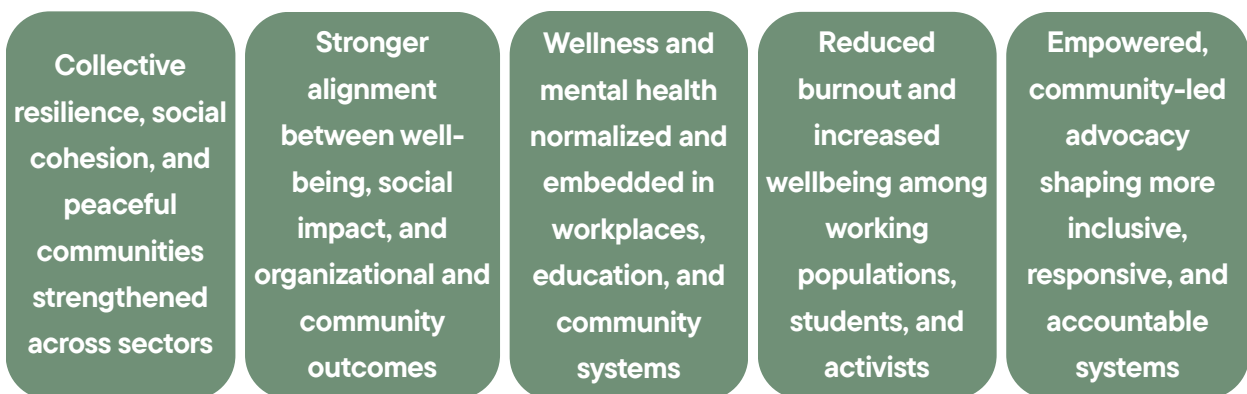 Collective
resilience, social
cohesion, and
peaceful
communities
strengthened
across sectors
Stronger
alignment
between well-
being, social
impact, and
organizational and
community
outcomes
Wellness and
mental health
normalized and
embedded in
workplaces,
education, and
community
systems
Reduced
burnout and
increased
wellbeing among
working
populations,
students, and
activists
Empowered,
community-led
advocacy
shaping more
inclusive,
responsive, and
accountable
systems